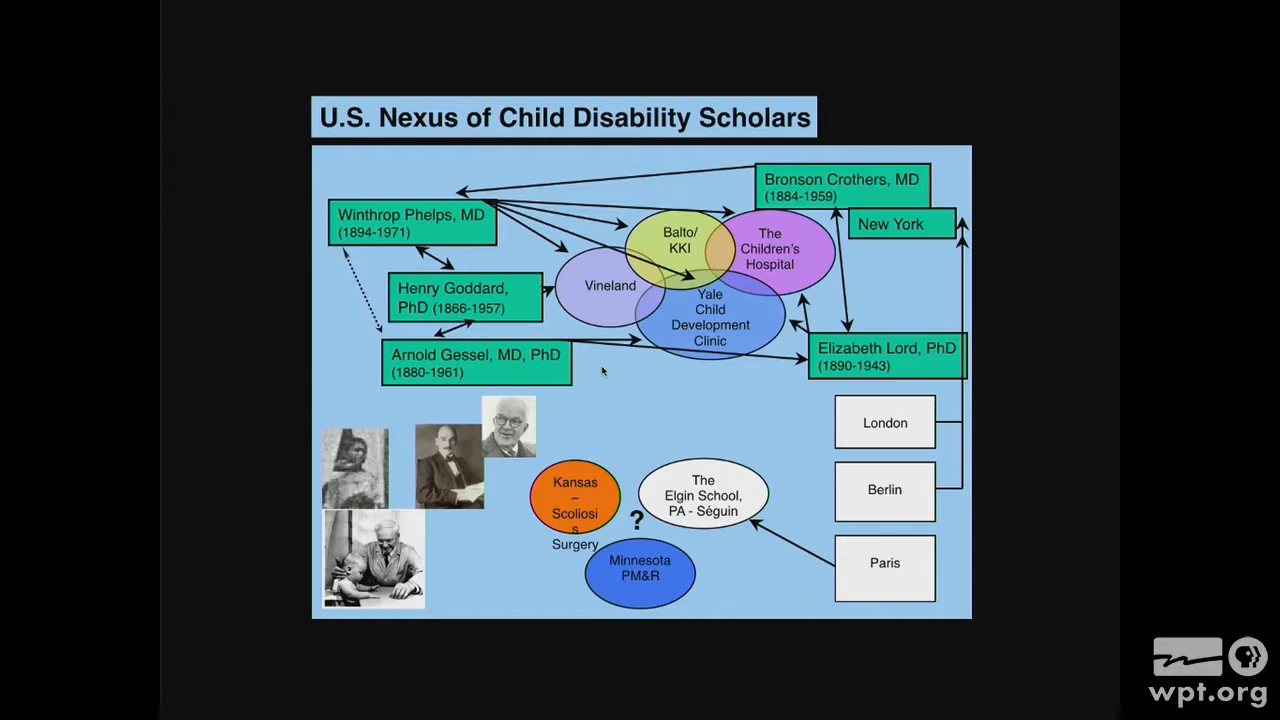 U.S. Nexus of Child Disability Scholars
Bronson Crothers, MD
(1884-1959)
Winthrop Phelps, MD
(1894-1971)
New York
Balto/
KKI
The
Children's
Hospital
Henry Goddard,
PhD (1866-1957)
Vineland
Yale
Child
Development
Clinic
Arnold Gessel, MD, PhD
(1880-1961)
Elizabeth Lord, PhD
(1890-1943)
London
Kansas
–
Scoliosi
s
Surgery
The
Elgin School,
PA - Séguin
Berlin
?
Minnesota
PM&R
Paris
wpt.org